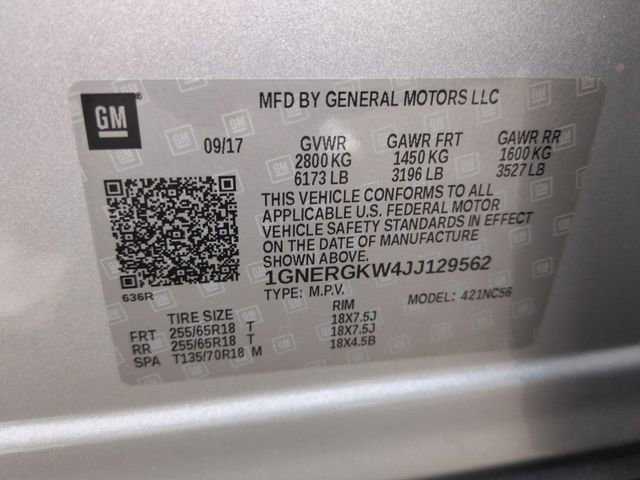 GM
MFD BY GENERAL MOTORS LLC
09/17 GVWR GAWR FRT GAWR RR
2800 KG 1450 KG 1600 KG
6173 LB 3196 LB 3527 LB
THIS VEHICLE CONFORMS TO ALL
APPLICABLE U.S. FEDERAL MOTOR
VEHICLE SAFETY STANDARDS IN EFFECT
ON THE DATE OF MANUFACTURE
SHOWN ABOVE.
1GNERGKW4JJ129562
636R TYPE: M.P.V. MODEL: 421NC56
TIRE SIZE RIM
FRT 255/65R18 T 18X7.5J
RR 255/65R18 T 18X7.5J
SPA T135/70R18 M 18X4.5B